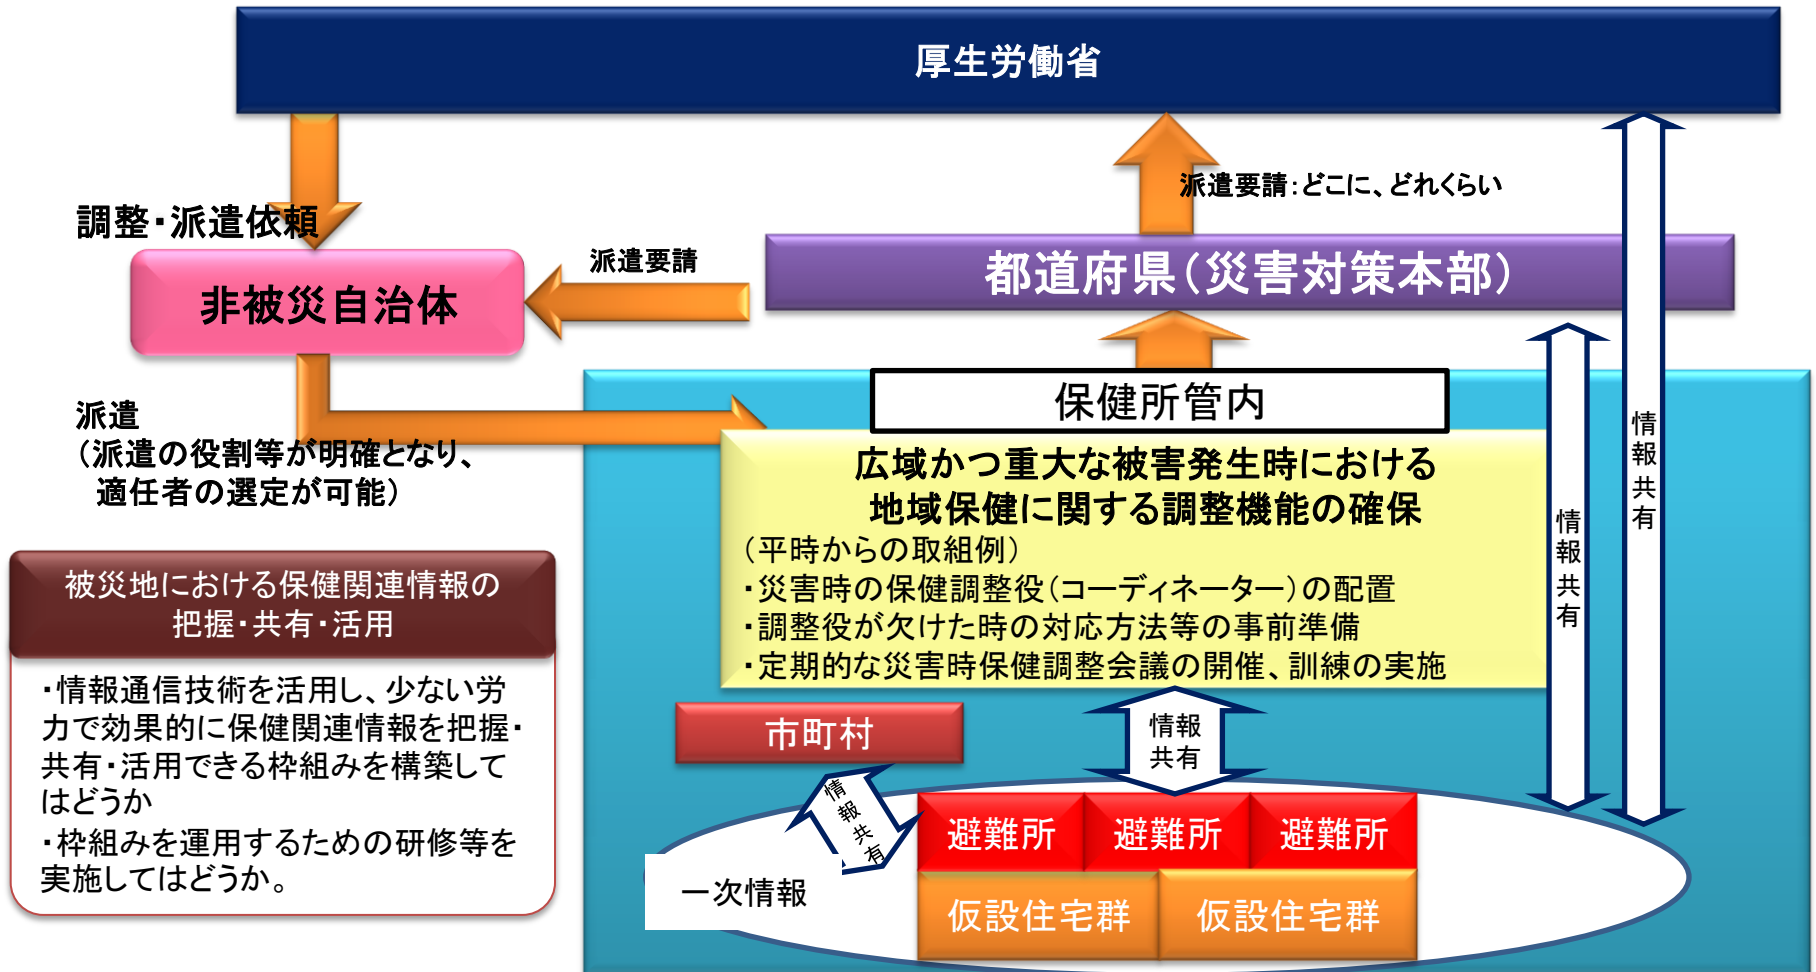 厚生労働省
派遣要請：どこに、どれくらい
調整・派遣依頼
派遣要請
都道府県（災害対策本部）
非被災自治体
保健所管内
派遣
（派遣の役割等が明確となり、
適任者の選定が可能）
広域かつ重大な被害発生時における
地域保健に関する調整機能の確保
（平時からの取組例）
・災害時の保健調整役（コーディネーター）の配置
・調整役が欠けた時の対応方法等の事前準備
・定期的な災害時保健調整会議の開催、訓練の実施
情報共有
情報共有
被災地における保健関連情報の
把握・共有・活用
・情報通信技術を活用し、少ない労
力で効果的に保健関連情報を把握・
共有・活用できる枠組みを構築して
はどうか
・枠組みを運用するための研修等を
実施してはどうか。
市町村
情報
共有
情報共有
一次情報
避難所 避難所 避難所
仮設住宅群 仮設住宅群